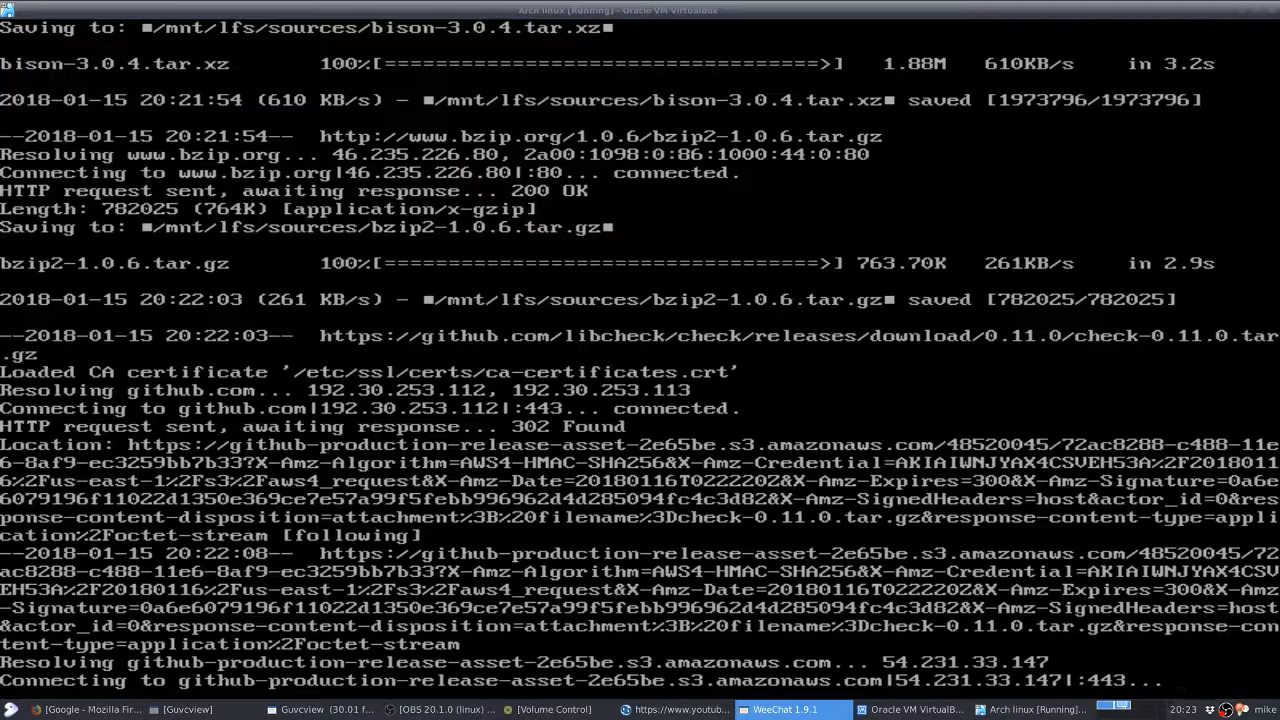 Arch linux [Running] - Oracle VM VirtualBox
Saving to: ■/mnt/lfs/sources/bison-3.0.4.tar.xz■
bison-3.0.4.tar.xz 100%[===================================>] 1.88M 610KB/s in 3.2s
2018-01-15 20:21:54 (610 KB/s) - ■/mnt/lfs/sources/bison-3.0.4.tar.xz■ saved [1973796/1973796]
--2018-01-15 20:21:54-- http://www.bzip.org/1.0.6/bzip2-1.0.6.tar.gz
Resolving www.bzip.org... 46.235.226.80, 2a00:1098:0:86:1000:44:0:80
Connecting to www.bzip.org|46.235.226.80|:80... connected.
HTTP request sent, awaiting response... 200 OK
Length: 782025 (764K) [application/x-gzip]
Saving to: ■/mnt/lfs/sources/bzip2-1.0.6.tar.gz■
bzip2-1.0.6.tar.gz 100%[===================================>] 763.70K 261KB/s in 2.9s
2018-01-15 20:22:03 (261 KB/s) - ■/mnt/lfs/sources/bzip2-1.0.6.tar.gz■ saved [782025/782025]
--2018-01-15 20:22:03-- https://github.com/libcheck/check/releases/download/0.11.0/check-0.11.0.tar
.gz
Loaded CA certificate '/etc/ssl/certs/ca-certificates.crt'
Resolving github.com... 192.30.253.112, 192.30.253.113
Connecting to github.com|192.30.253.112|:443... connected.
HTTP request sent, awaiting response... 302 Found
Location: https://github-production-release-asset-2e65be.s3.amazonaws.com/48520045/72ac8288-c488-11e
6-8af9-ec3259bb7b33?X-Amz-Algorithm=AWS4-HMAC-SHA256&X-Amz-Credential=AKIAIWNJYAX4CSVEH53A%2F2018011
6%2Fus-east-1%2Fs3%2Faws4_request&X-Amz-Date=20180116T022220Z&X-Amz-Expires=300&X-Amz-Signature=0a6e
6079196f11022d1350e369ce7e57a99f5febb996962d4d285094fc4c3d82&X-Amz-SignedHeaders=host&actor_id=0&res
ponse-content-disposition=attachment%3B%20filename%3Dcheck-0.11.0.tar.gz&response-content-type=appli
cation%2Foctet-stream [following]
--2018-01-15 20:22:08-- https://github-production-release-asset-2e65be.s3.amazonaws.com/48520045/72
ac8288-c488-11e6-8af9-ec3259bb7b33?X-Amz-Algorithm=AWS4-HMAC-SHA256&X-Amz-Credential=AKIAIWNJYAX4CSV
EH53A%2F20180116%2Fus-east-1%2Fs3%2Faws4_request&X-Amz-Date=20180116T022220Z&X-Amz-Expires=300&X-Amz
-Signature=0a6e6079196f11022d1350e369ce7e57a99f5febb996962d4d285094fc4c3d82&X-Amz-SignedHeaders=host
&actor_id=0&response-content-disposition=attachment%3B%20filename%3Dcheck-0.11.0.tar.gz&response-con
tent-type=application%2Foctet-stream
Resolving github-production-release-asset-2e65be.s3.amazonaws.com... 54.231.33.147
Connecting to github-production-release-asset-2e65be.s3.amazonaws.com|54.231.33.147|:443...
[Google - Mozilla Fir... [Guvcview] Guvcview (30.01 f... [OBS 20.1.0 (linux) ... [Volume Control] https://www.youtub... WeeChat 1.9.1 Oracle VM VirtualB... Arch linux [Running]... 20:23 mike